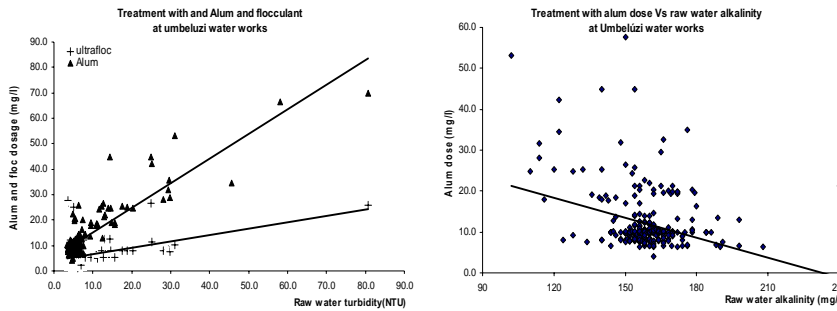 Treatment with and Alum and flocculant
at umbeluzi water works
Alum and floc dosage (mg/l)
90.0
80.0
70.0
60.0
50.0
40.0
30.0
20.0
10.0
0.0
ultrafloc
Alum
0.0 10.0 20.0 30.0 40.0 50.0 60.0 70.0 80.0 90.0
Raw water turbidity(NTU)
Treatment with alum dose Vs raw water alkalinity
at Umbelúzi water works
Alum dose (mg/l)
60.0
50.0
40.0
30.0
20.0
10.0
0.0
90 120 150 180 210
Raw water alkalinity (mg/